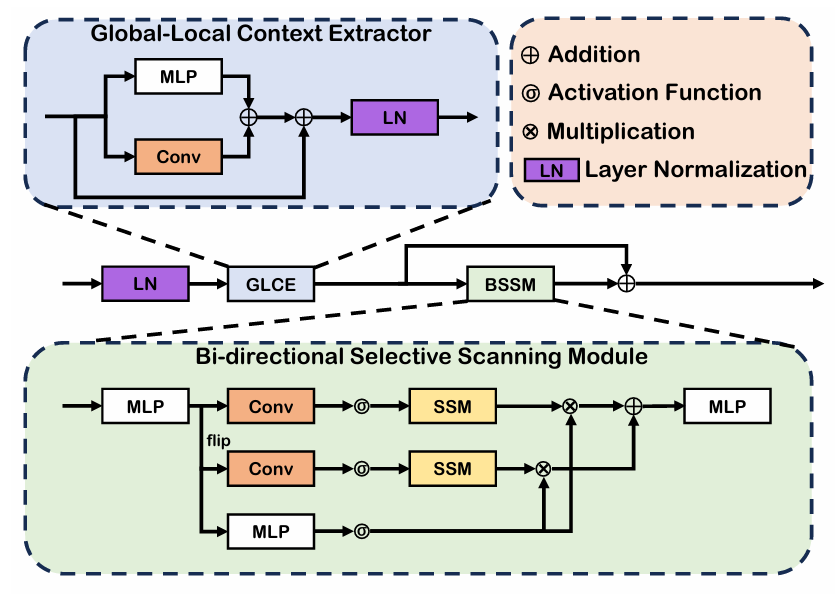 Global-Local Context Extractor
MLP
Conv
LN
⊕ Addition
σ Activation Function
⊗ Multiplication
LN Layer Normalization
LN
GLCE
BSSM
Bi-directional Selective Scanning Module
MLP
Conv
σ
SSM
MLP
flip
Conv
σ
SSM
MLP
σ